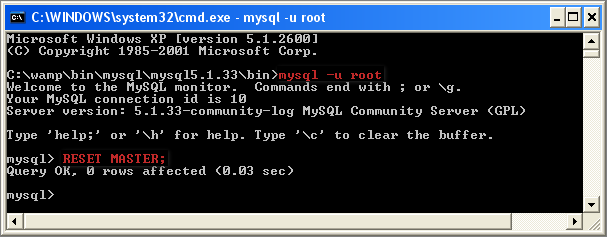 C:\WINDOWS\system32\cmd.exe - mysql -u root
Microsoft Windows XP [Version 5.1.2600]
(C) Copyright 1985-2001 Microsoft Corp.
C:\wamp\bin\mysql\mysql5.1.33\bin>mysql -u root
Welcome to the MySQL monitor.  Commands end with ; or \g.
Your MySQL connection id is 10
Server version: 5.1.33-community-log MySQL Community Server (GPL)
Type 'help;' or '\h' for help. Type '\c' to clear the buffer.
mysql> RESET MASTER;
Query OK, 0 rows affected (0.03 sec)
mysql>